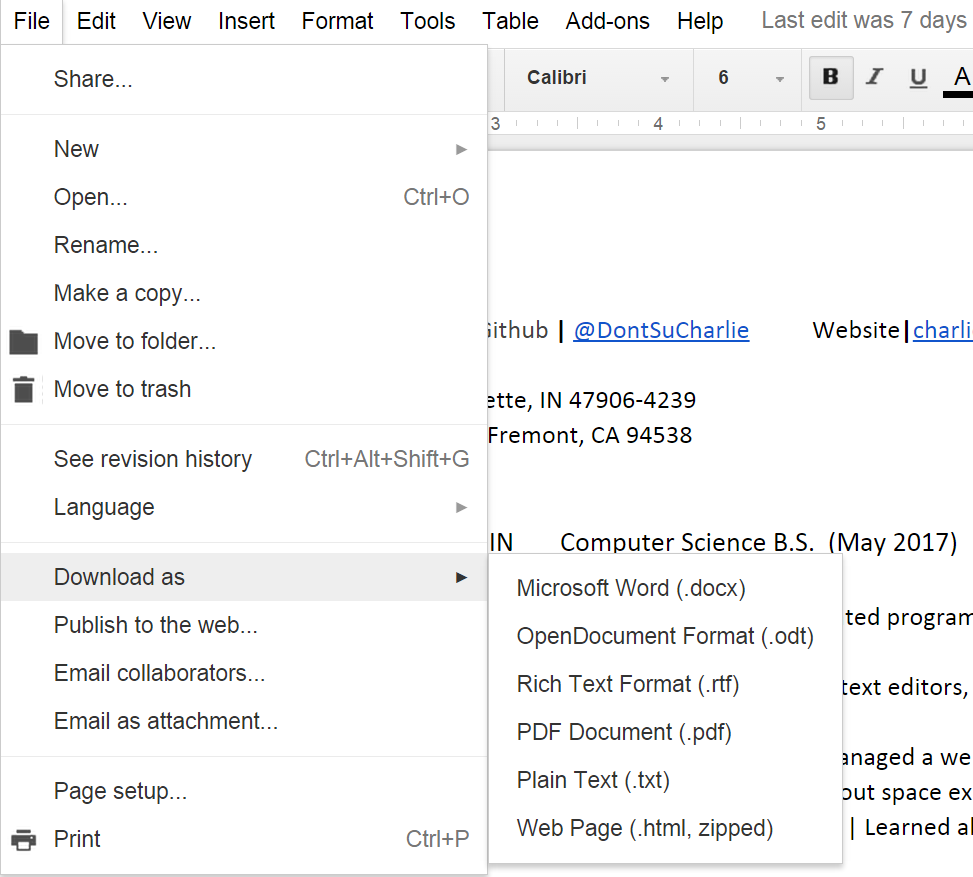 File Edit View Insert Format Tools Table Add-ons Help Last edit was 7 days
Calibri 6 B I U A
3 4 5
Share...
New
Open... Ctrl+O
Rename...
Make a copy...
Move to folder...
Move to trash
See revision history Ctrl+Alt+Shift+G
Language
Download as
Publish to the web...
Email collaborators...
Email as attachment...
Page setup...
Print Ctrl+P
Microsoft Word (.docx)
OpenDocument Format (.odt)
Rich Text Format (.rtf)
PDF Document (.pdf)
Plain Text (.txt)
Web Page (.html, zipped)
Github | @DontSuCharlie Website|charli
ette, IN 47906-4239
Fremont, CA 94538
IN Computer Science B.S. (May 2017)
ted program
text editors,
anaged a we
out space ex
| Learned al